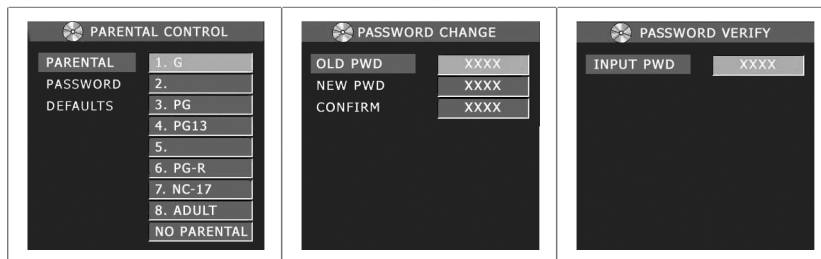 PARENTAL CONTROL
PARENTAL
PASSWORD
DEFAULTS
1. G
2.
3. PG
4. PG13
5.
6. PG-R
7. NC-17
8. ADULT
NO PARENTAL
PASSWORD CHANGE
OLD PWD XXXX
NEW PWD XXXX
CONFIRM XXXX
PASSWORD VERIFY
INPUT PWD XXXX